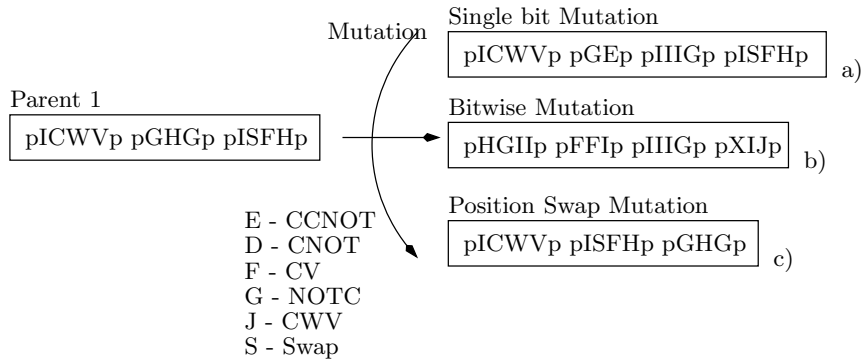 Single bit Mutation
Mutation
pICWVp pGEp pIIIGp pISFHp
a)
Parent 1
Bitwise Mutation
pICWVp pGHGp pISFHp
pHGIIp pFFIp pIIIGp pXIJp
b)
Position Swap Mutation
pICWVp pISFHp pGHGp
c)
E - CCNOT
D - CNOT
F - CV
G - NOTC
J - CWV
S - Swap